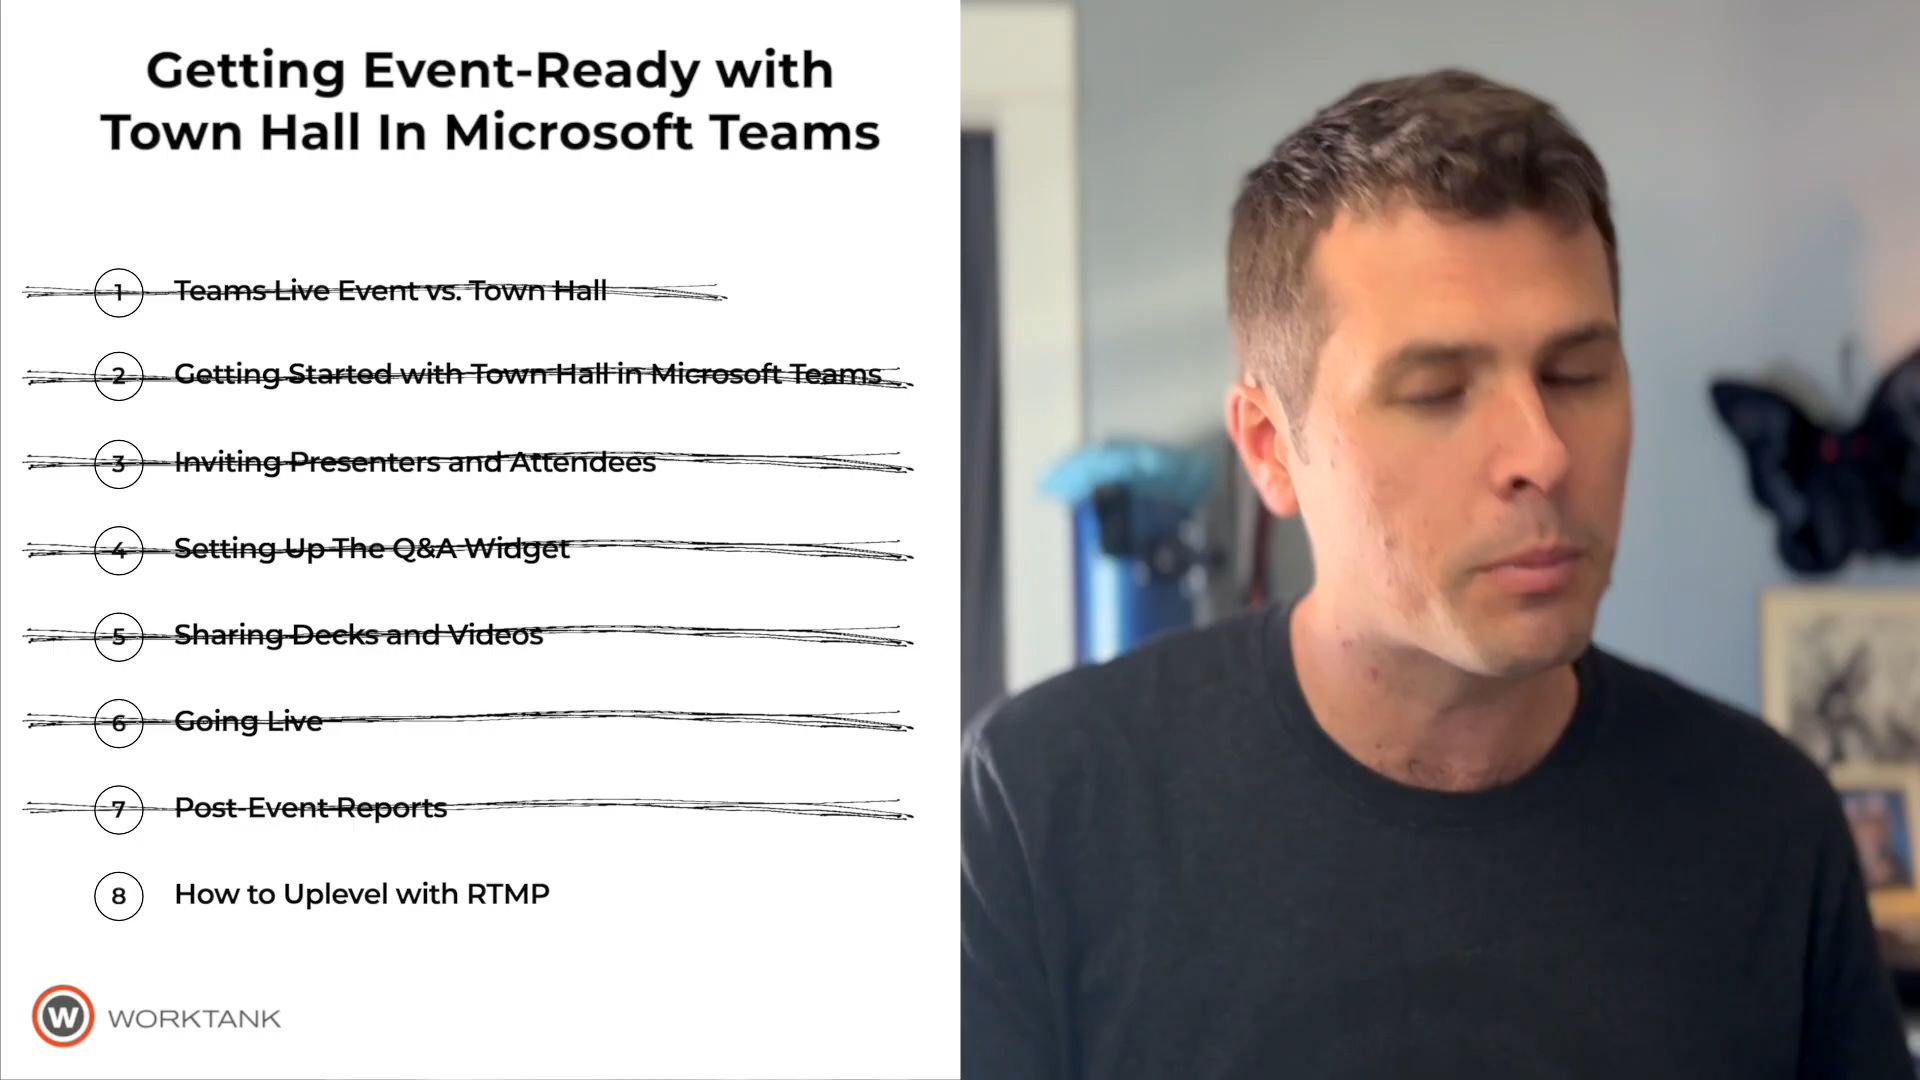 Getting Event-Ready with
Town Hall In Microsoft Teams
1 Teams Live Event vs. Town Hall
2 Getting Started with Town Hall in Microsoft Teams
3 Inviting Presenters and Attendees
4 Setting Up The Q&A Widget
5 Sharing Decks and Videos
6 Going Live
7 Post-Event Reports
8 How to Uplevel with RTMP
W WORKTANK